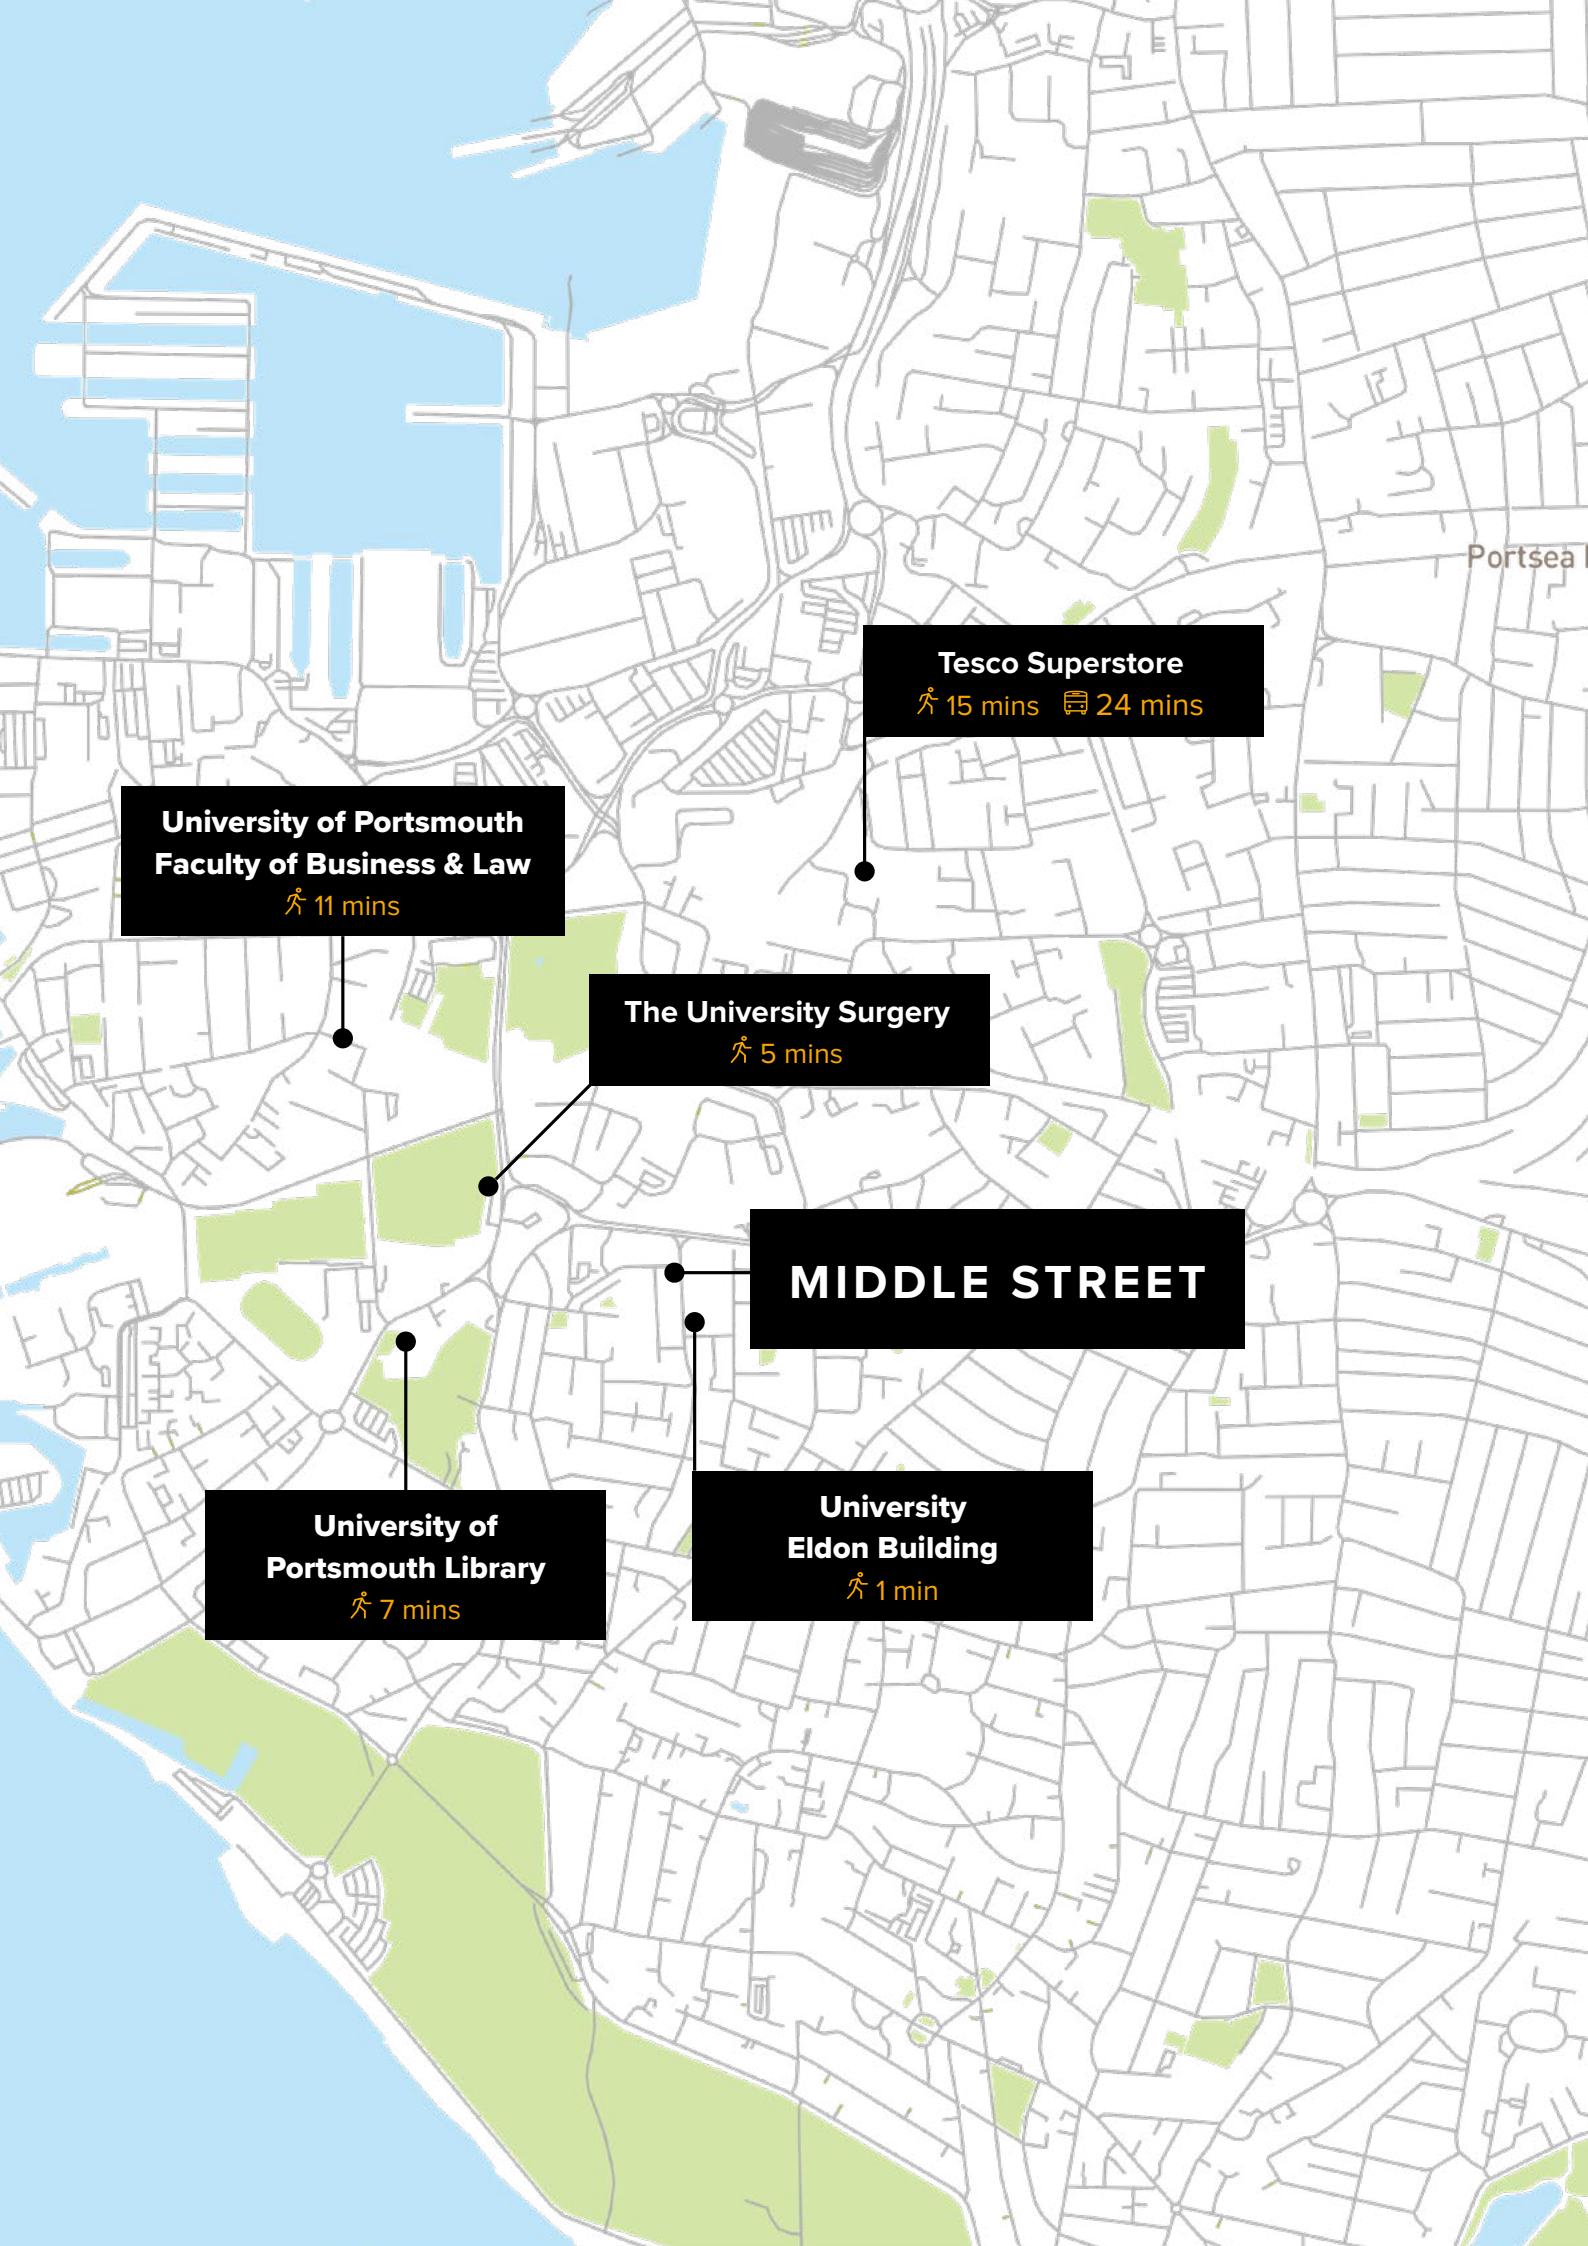 Portsea
Tesco Superstore
15 mins 24 mins
University of Portsmouth
Faculty of Business & Law
11 mins
The University Surgery
5 mins
MIDDLE STREET
University
Eldon Building
1 min
University of
Portsmouth Library
7 mins